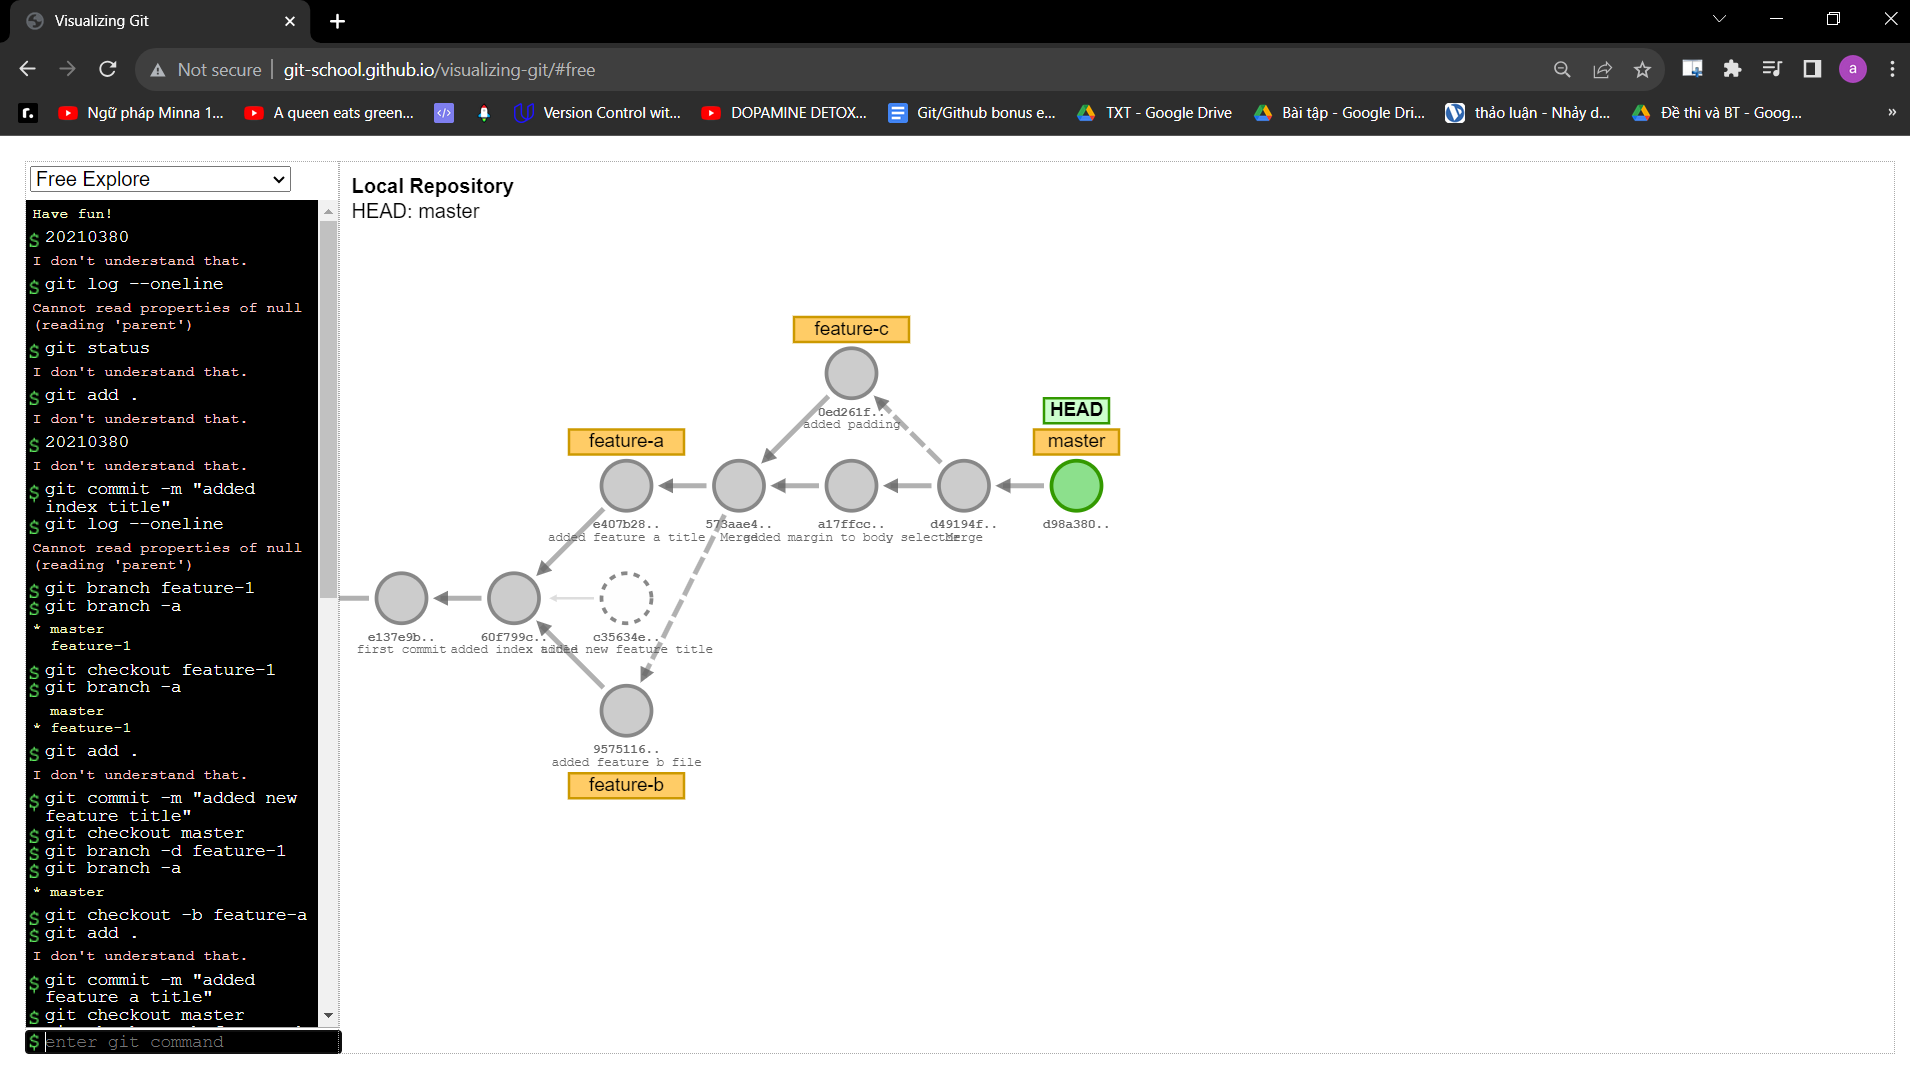 Visualizing Git
Not secure
git-school.github.io/visualizing-git/#free
a
Ngữ pháp Minna 1...
A queen eats green...
Version Control wit...
DOPAMINE DETOX...
Git/Github bonus e...
TXT - Google Drive
Bài tập - Google Dri...
thảo luận - Nhảy d...
Đề thi và BT - Goog...
»
Free Explore
Have fun!
$ 20210380
I don't understand that.
$ git log --oneline
Cannot read properties of null
(reading 'parent')
$ git status
I don't understand that.
$ git add .
I don't understand that.
$ 20210380
I don't understand that.
$ git commit -m "added
index title"
$ git log --oneline
Cannot read properties of null
(reading 'parent')
$ git branch feature-1
$ git branch -a
* master
feature-1
$ git checkout feature-1
$ git branch -a
master
* feature-1
$ git add .
I don't understand that.
$ git commit -m "added new
feature title"
$ git checkout master
$ git branch -d feature-1
$ git branch -a
* master
$ git checkout -b feature-a
$ git add .
I don't understand that.
$ git commit -m "added
feature a title"
$ git checkout master
$ enter git command
Local Repository
HEAD: master
feature-c
0ed261f..
added padding
HEAD
master
feature-a
e407b28..
added feature a title
573aae4..
Merge
a17ffcc..
added margin to body selector
d49194f..
Merge
d98a380..
e137e9b..
first commit
60f799c..
added index title
c35634e..
added new feature title
9575116..
added feature b file
feature-b